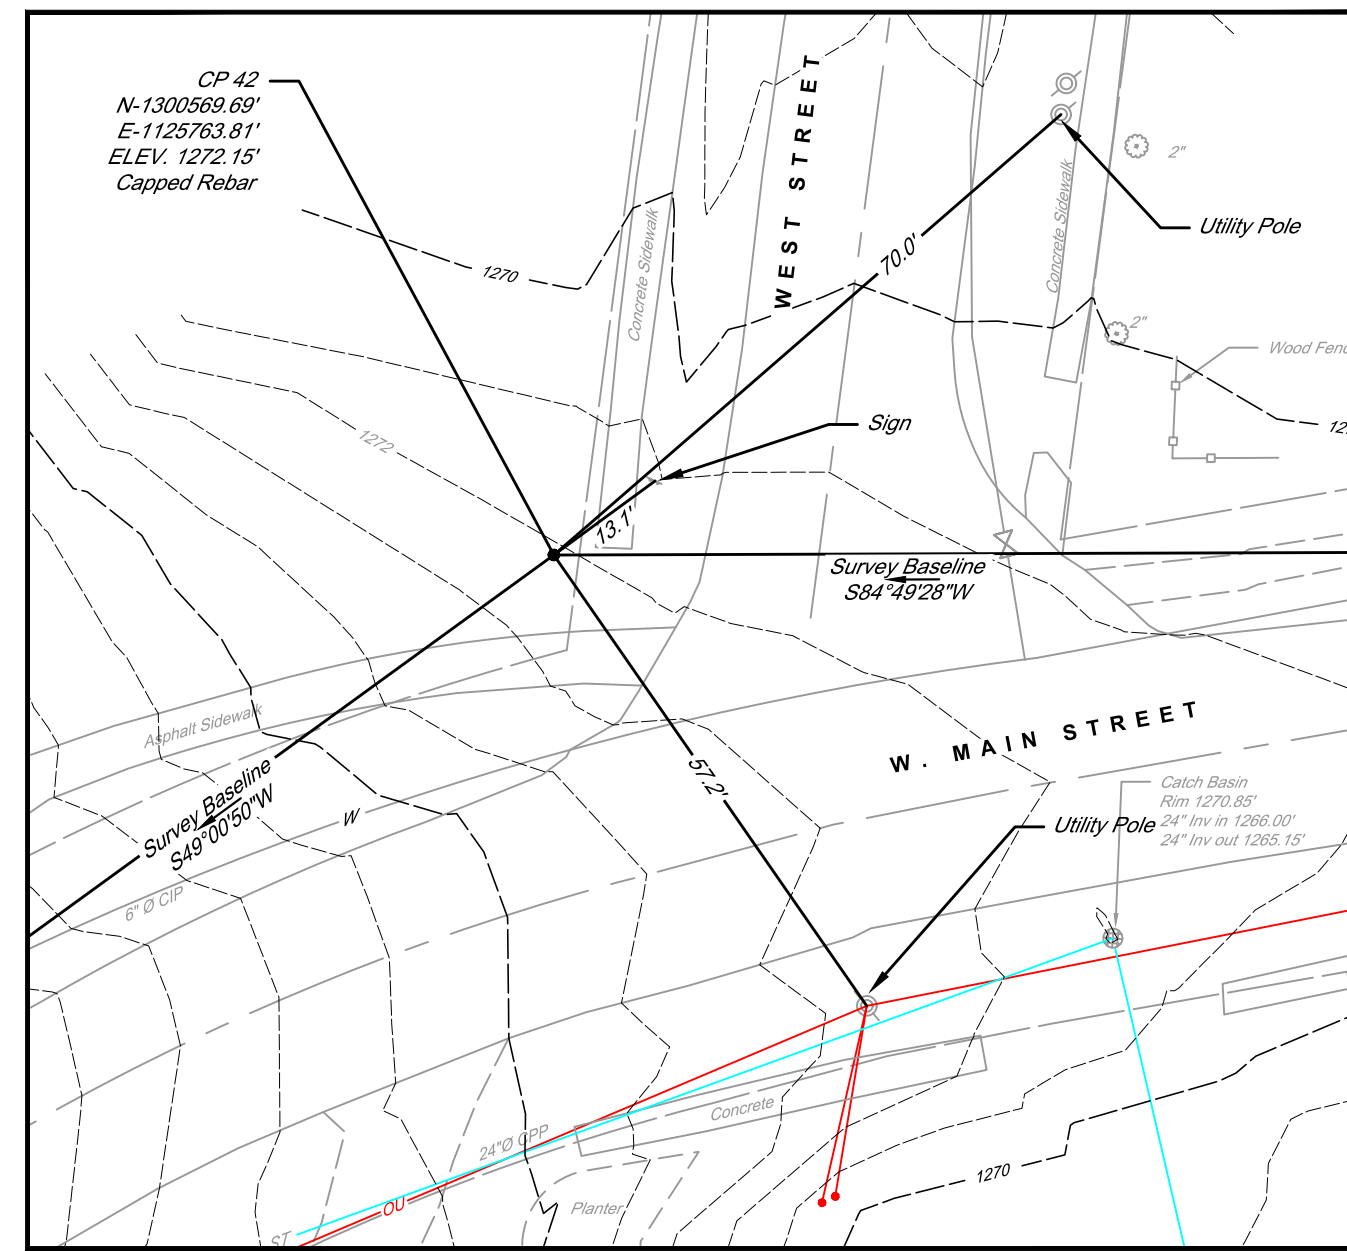 CP 42
N-1300569.69'
E-1125763.81'
ELEV. 1272.15'
Capped Rebar
WEST STREET
Concrete Sidewalk
2"
Utility Pole
70.0'
1270
Concrete Sidewalk
2"
Wood Fenc
Sign
127
1272
13.1'
Survey Baseline
S84°49'28"W
Asphalt Sidewalk
W. MAIN STREET
57.2'
Survey Baseline
S49°00'50"W
W
Catch Basin
Rim 1270.85'
24" Inv in 1266.00'
24" Inv out 1265.15'
Utility Pole
6" Ø CIP
Concrete
24"Ø CPP
1270
Planter
OU
ST